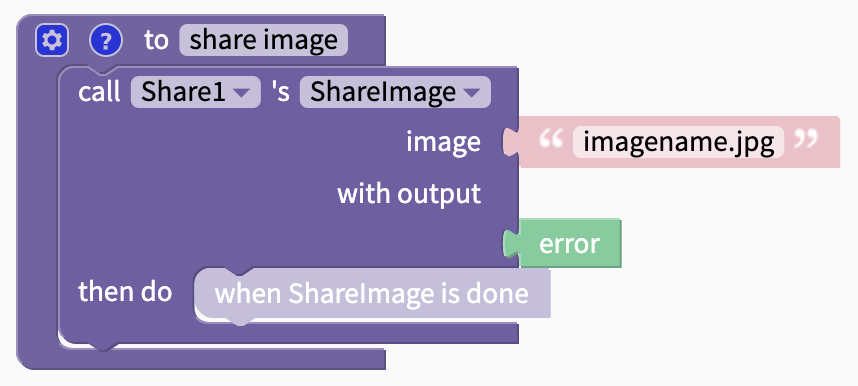 ? to share image
call Share1 's ShareImage
image “ imagename.jpg ”
with output
error
then do when ShareImage is done